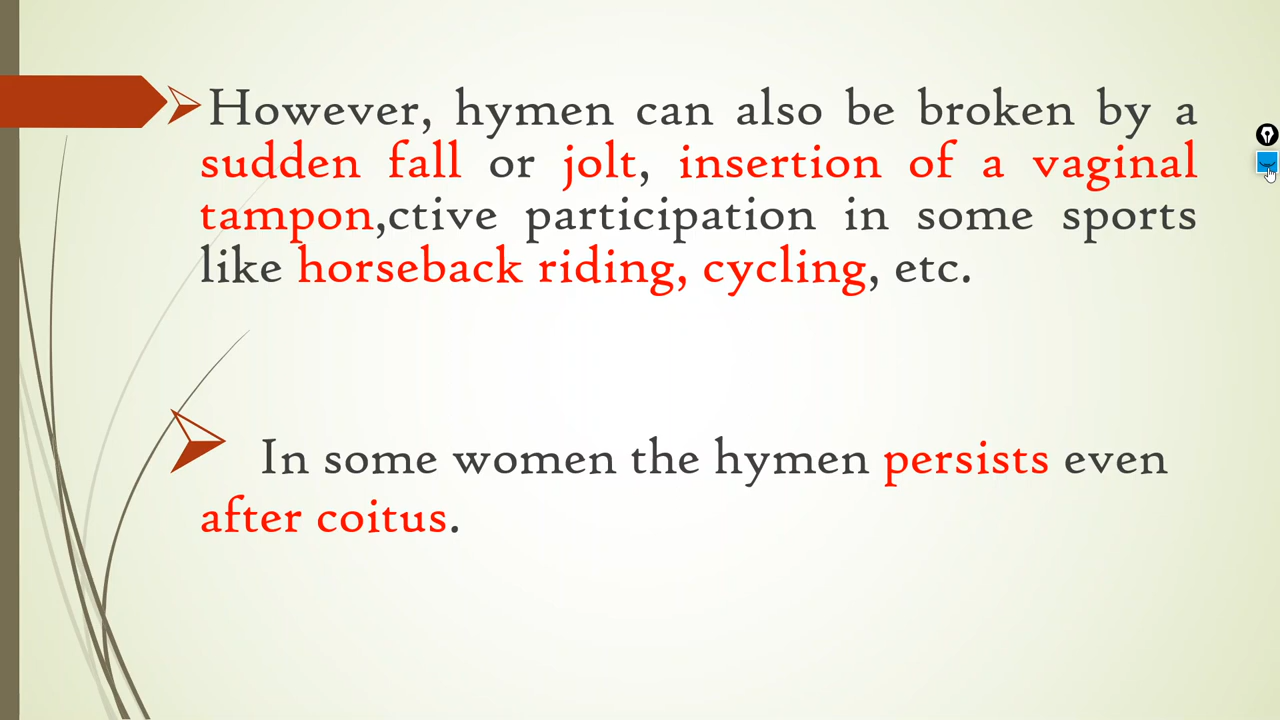 However, hymen can also be broken by a
sudden fall or jolt, insertion of a vaginal
tampon,ctive participation in some sports
like horseback riding, cycling, etc.
In some women the hymen persists even
after coitus.